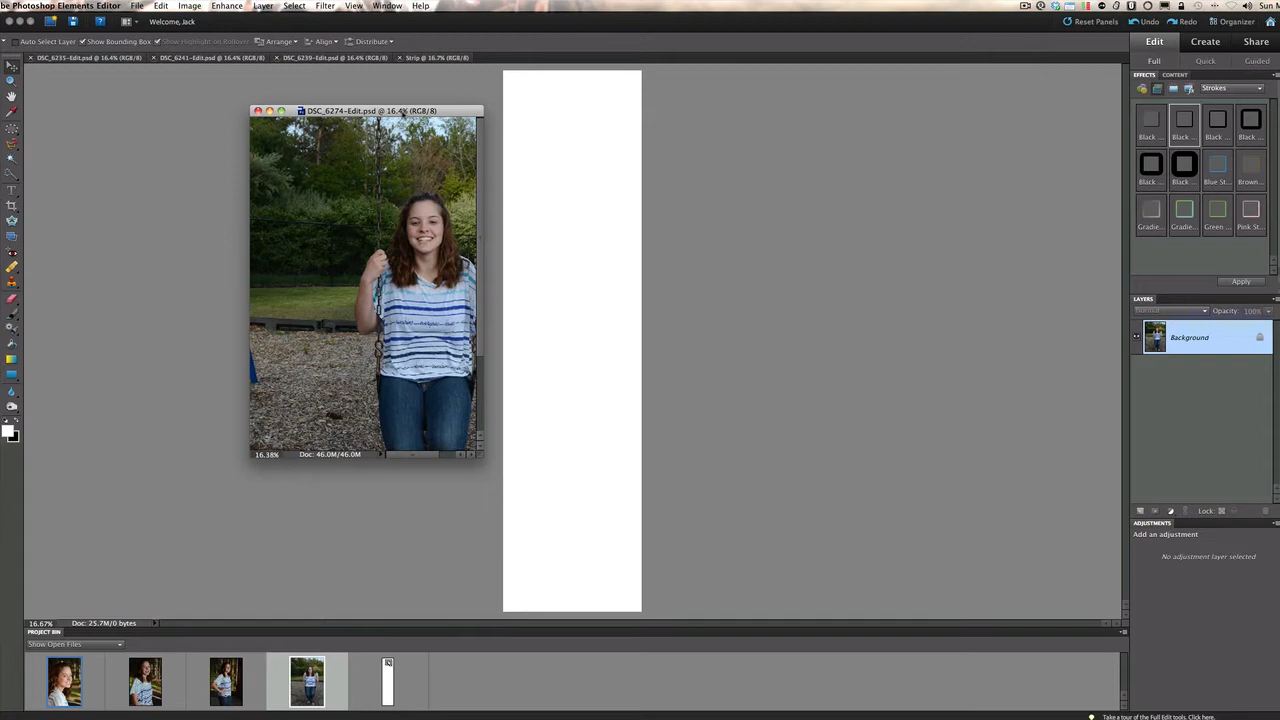 be Photoshop Elements Editor File Edit Image Enhance Layer Select Filter View Window Help Sun M
Welcome, Jack Reset Panels Undo Redo Organizer
Auto Select Layer Show Bounding Box Show Highlight on Rollover Arrange Align Distribute Edit Create Share
DSC_6235-Edit.psd @ 16.4% (RGB/8) DSC_6241-Edit.psd @ 16.4% (RGB/8) DSC_6239-Edit.psd @ 16.4% (RGB/8) Strip @ 16.7% (RGB/8)
Full Quick Guided
EFFECTS CONTENT
Strokes
DSC_6274-Edit.psd @ 16.4% (RGB/8)
Black ... Black ... Black ... Black ...
Black ... Black ... Blue St... Brown...
Gradie... Gradie... Green ... Pink St...
Apply
LAYERS
Normal Opacity: 100%
Background
16.38% Doc: 46.0M/46.0M
Lock:
ADJUSTMENTS
Add an adjustment
No adjustment layer selected
16.67% Doc: 25.7M/0 bytes
PROJECT BIN
Show Open Files
Take a tour of the Full Edit tools. Click here.